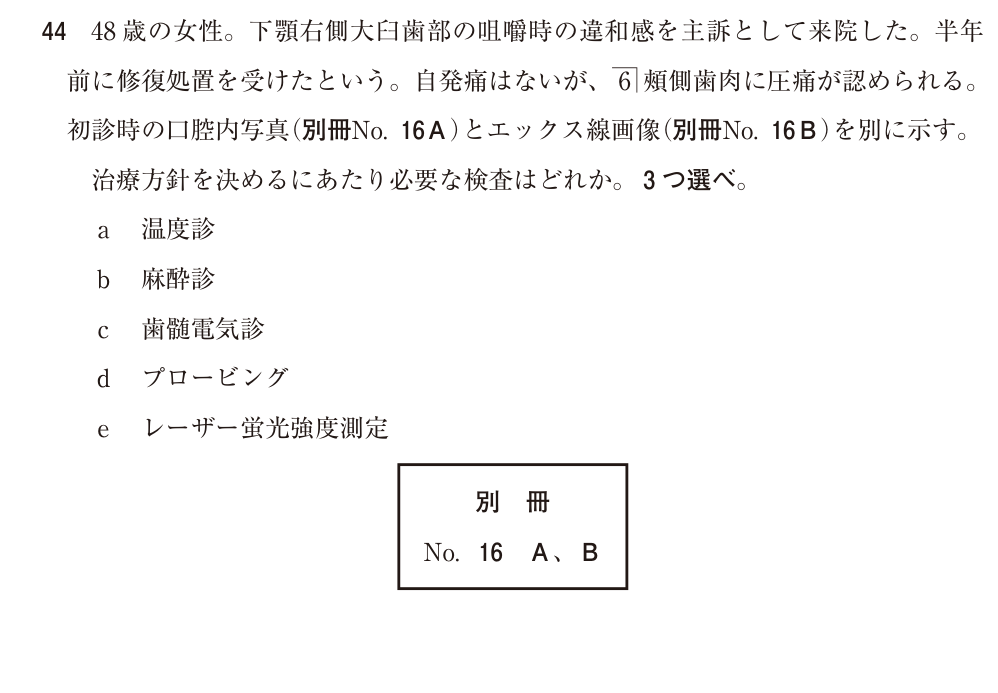 44 48歳の女性。下顎右側大臼歯部の咀嚼時の違和感を主訴として来院した。半年
前に修復処置を受けたという。自発痛はないが、6頰側歯肉に圧痛が認められる。
初診時の口腔内写真(別冊No. 16A)とエックス線画像(別冊No. 16B)を別に示す。
治療方針を決めるにあたり必要な検査はどれか。3つ選べ。
a 温度診
b 麻酔診
c 歯髄電気診
d プロービング
e レーザー蛍光強度測定
別 冊
No. 16 A、B